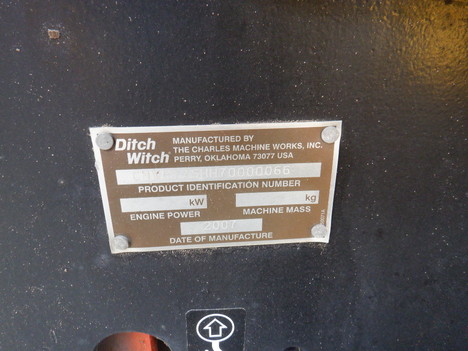 Ditch Witch
MANUFACTURED BY
THE CHARLES MACHINE WORKS, INC.
PERRY, OKLAHOMA 73077 USA
PRODUCT IDENTIFICATION NUMBER
kW
kg
ENGINE POWER
MACHINE MASS
2007
DATE OF MANUFACTURE